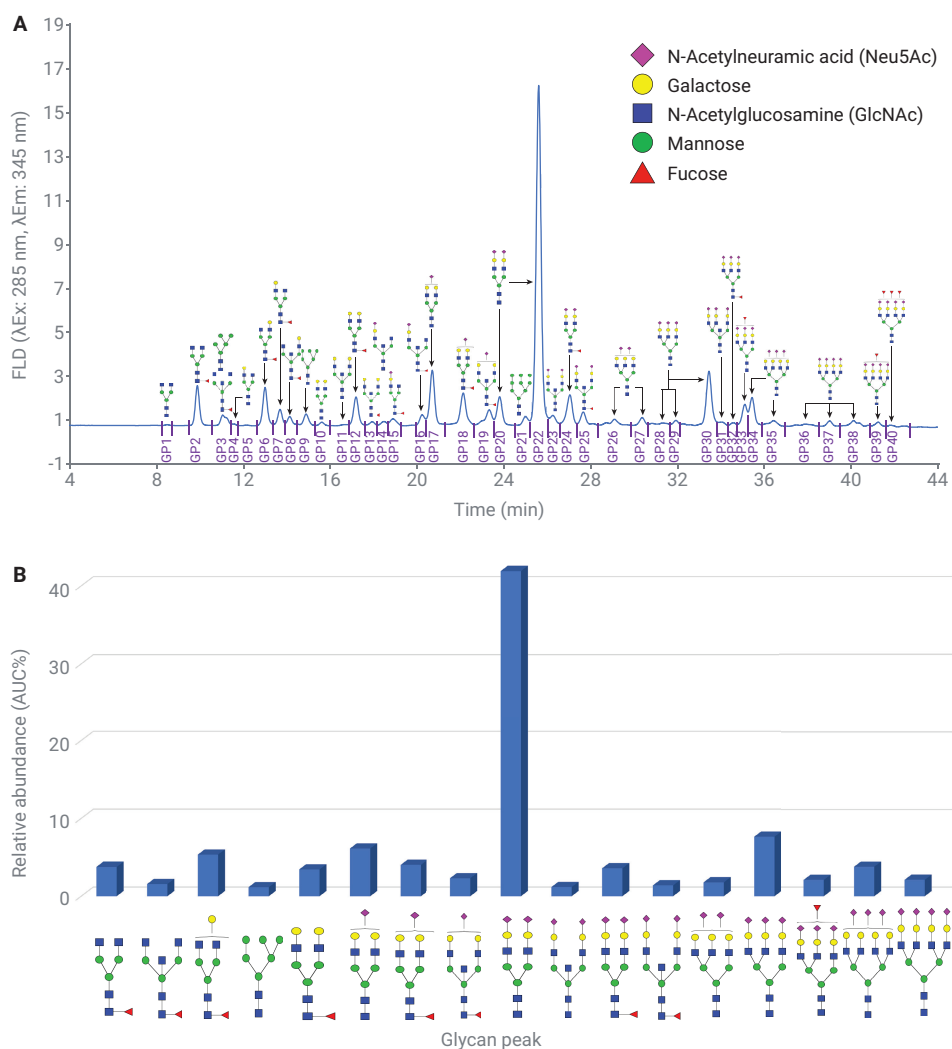 A
19
17
15
13
11
9
7
5
3
1
-1
FLD (λEx: 285 nm, λEm: 345 nm)
N-Acetylneuramic acid (Neu5Ac)
Galactose
N-Acetylglucosamine (GlcNAc)
Mannose
Fucose
GP1
GP2
GP3
GP4
GP5
GP6
GP7
GP8
GP9
GP10
GP11
GP12
GP13
GP14
GP15
GP16
GP17
GP18
GP19
GP20
GP21
GP22
GP23
GP24
GP25
GP26
GP27
GP28
GP29
GP30
GP31
GP32
GP33
GP34
GP35
GP36
GP37
GP38
GP39
GP40
4 8 12 16 20 24 28 32 36 40 44
Time (min)
B
40
30
20
10
0
Relative abundance (AUC%)
Glycan peak